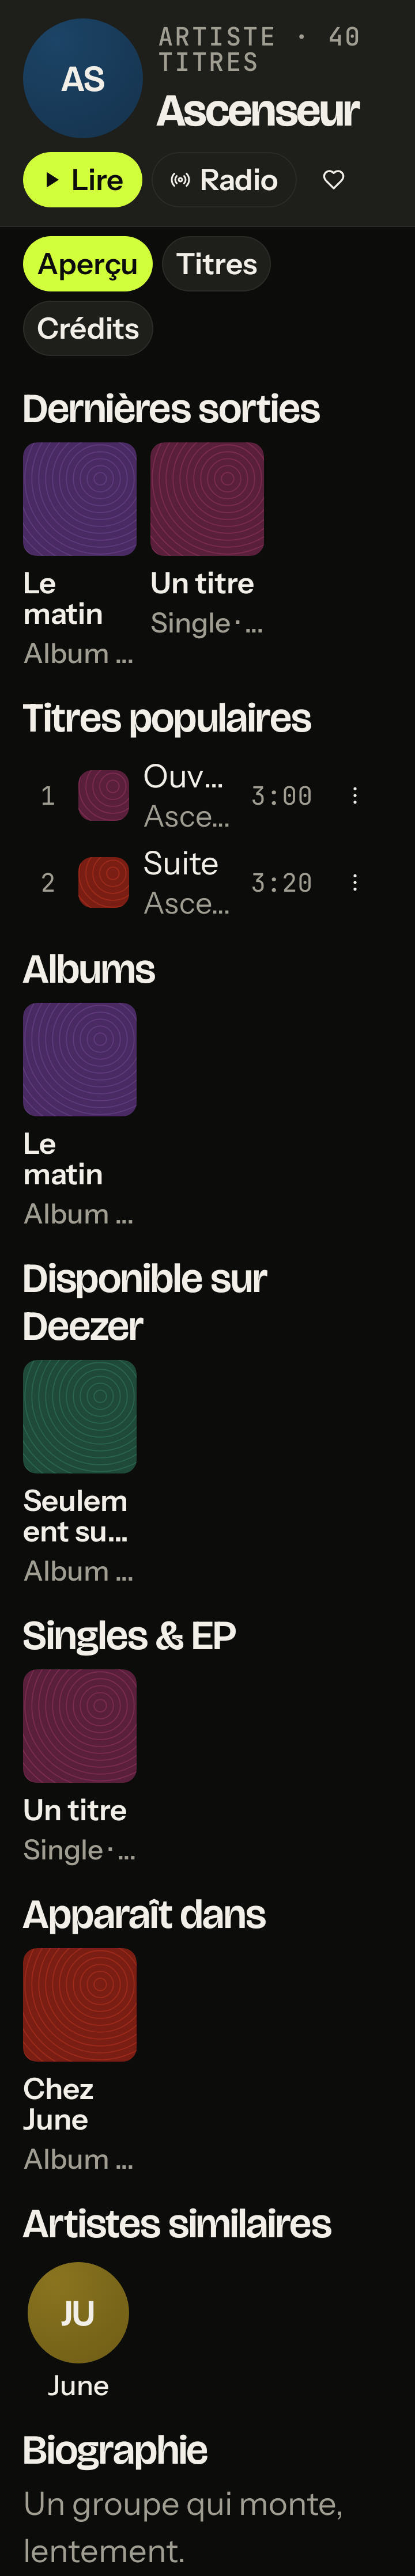 AS
ARTISTE · 40
TITRES
Ascenseur
Lire
Radio
Aperçu
Titres
Crédits
Dernières sorties
Le
matin
Album ...
Un titre
Single · ...
Titres populaires
1
Ouv...
Asce...
3:00
2
Suite
Asce...
3:20
Albums
Le
matin
Album ...
Disponible sur
Deezer
Seulem
ent su...
Album ...
Singles & EP
Un titre
Single · ...
Apparaît dans
Chez
June
Album ...
Artistes similaires
JU
June
Biographie
Un groupe qui monte,
lentement.